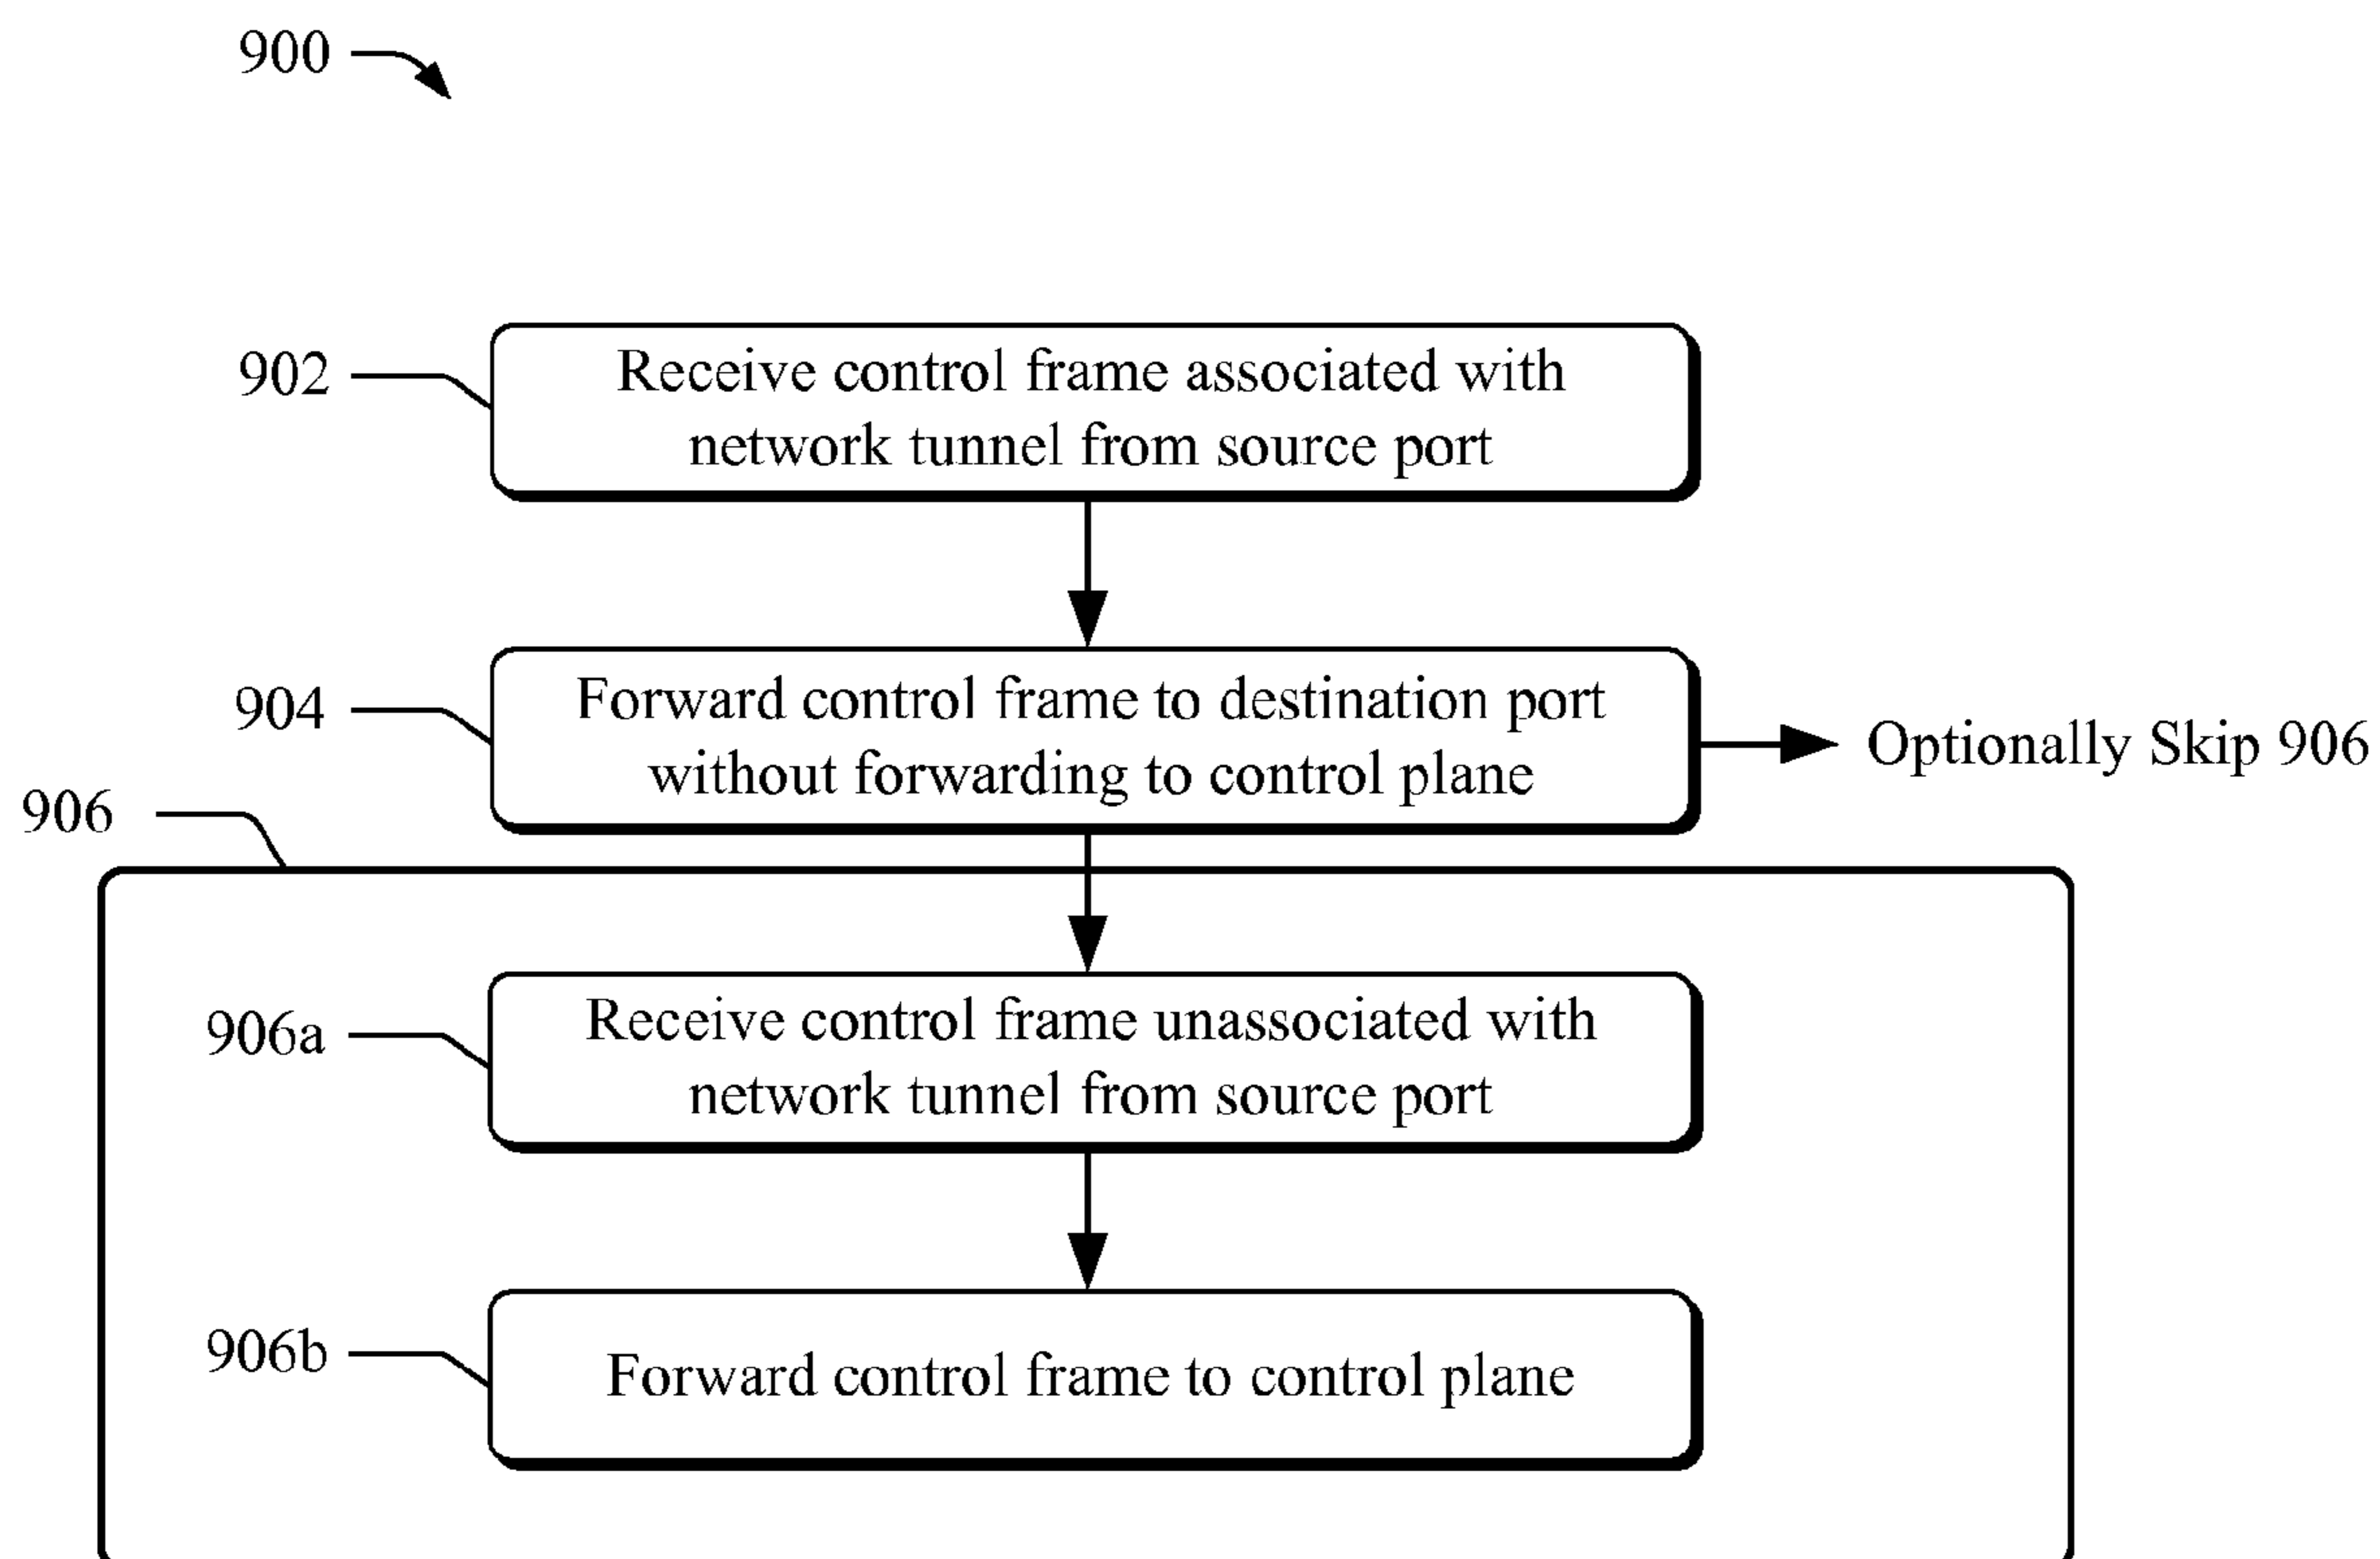 900
902
Receive control frame associated with
network tunnel from source port
904
Forward control frame to destination port
without forwarding to control plane
Optionally Skip 906
906
906a
Receive control frame unassociated with
network tunnel from source port
906b
Forward control frame to control plane